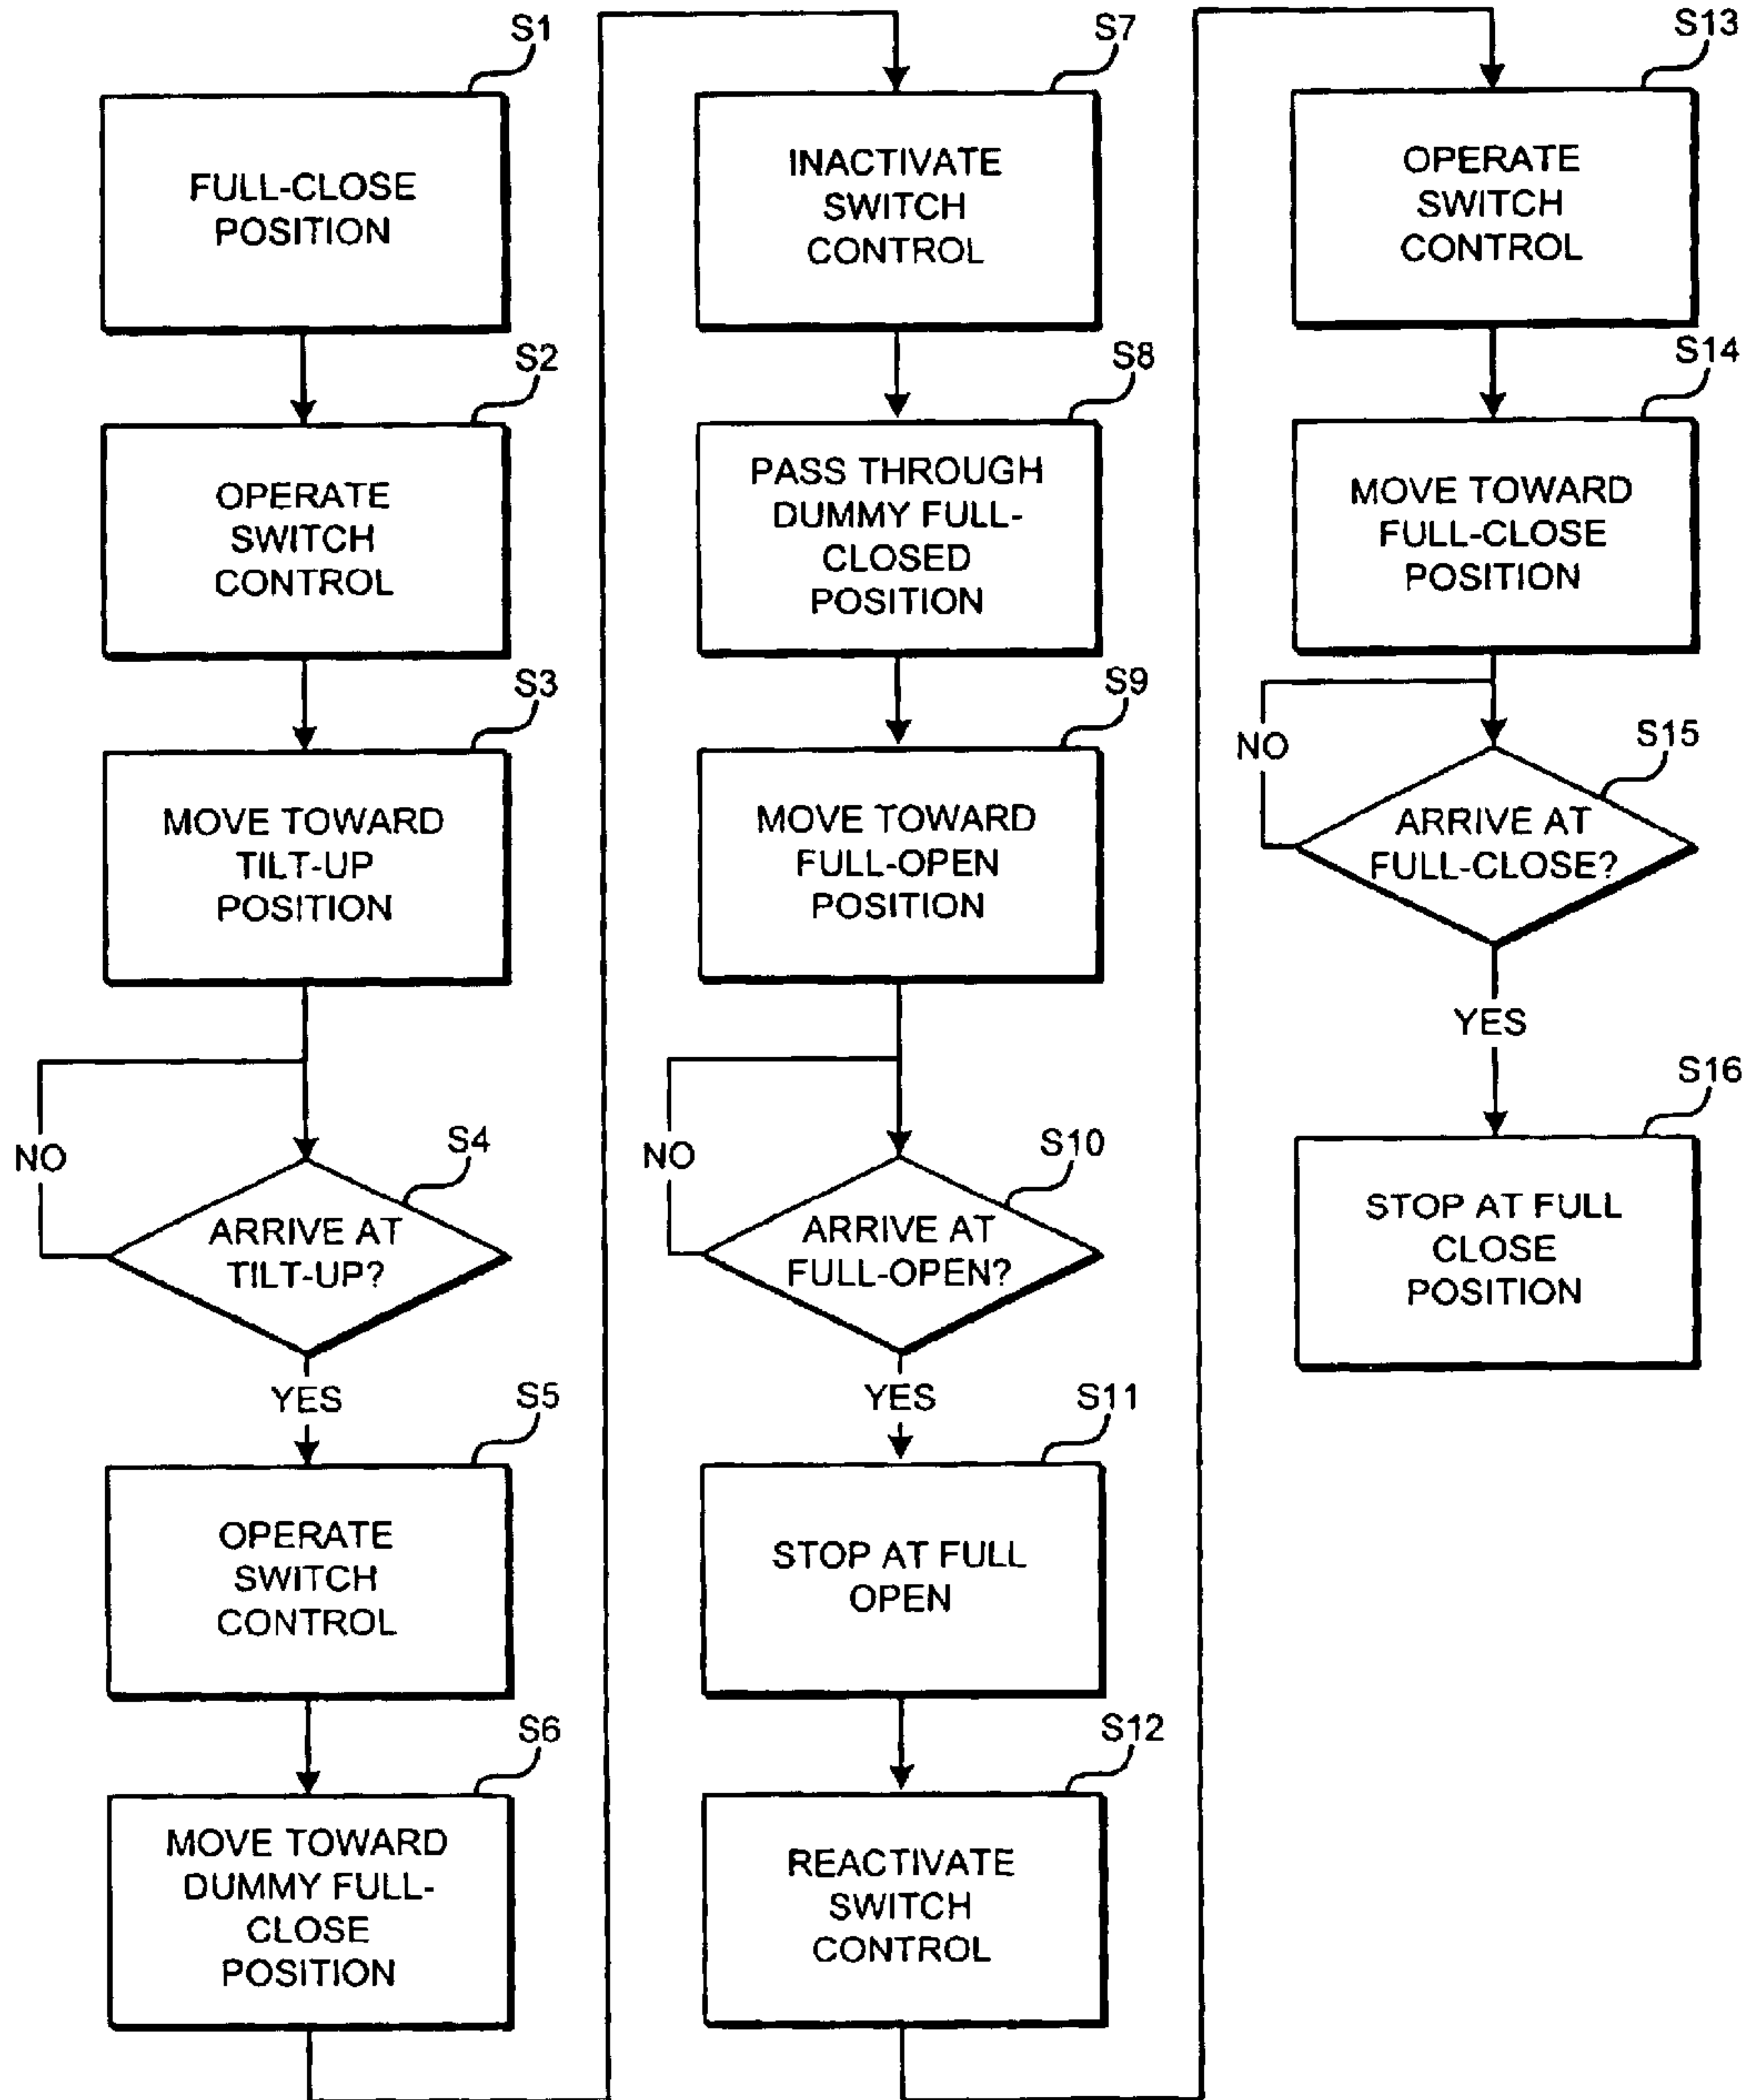 S1
FULL-CLOSE
POSITION
S2
OPERATE
SWITCH
CONTROL
S3
MOVE TOWARD
TILT-UP
POSITION
NO
S4
ARRIVE AT
TILT-UP?
YES
S5
OPERATE
SWITCH
CONTROL
S6
MOVE TOWARD
DUMMY FULL-
CLOSE
POSITION
S7
INACTIVATE
SWITCH
CONTROL
S8
PASS THROUGH
DUMMY FULL-
CLOSED
POSITION
S9
MOVE TOWARD
FULL-OPEN
POSITION
NO
S10
ARRIVE AT
FULL-OPEN?
YES
S11
STOP AT FULL
OPEN
S12
REACTIVATE
SWITCH
CONTROL
S13
OPERATE
SWITCH
CONTROL
S14
MOVE TOWARD
FULL-CLOSE
POSITION
NO
S15
ARRIVE AT
FULL-CLOSE?
YES
S16
STOP AT FULL
CLOSE
POSITION